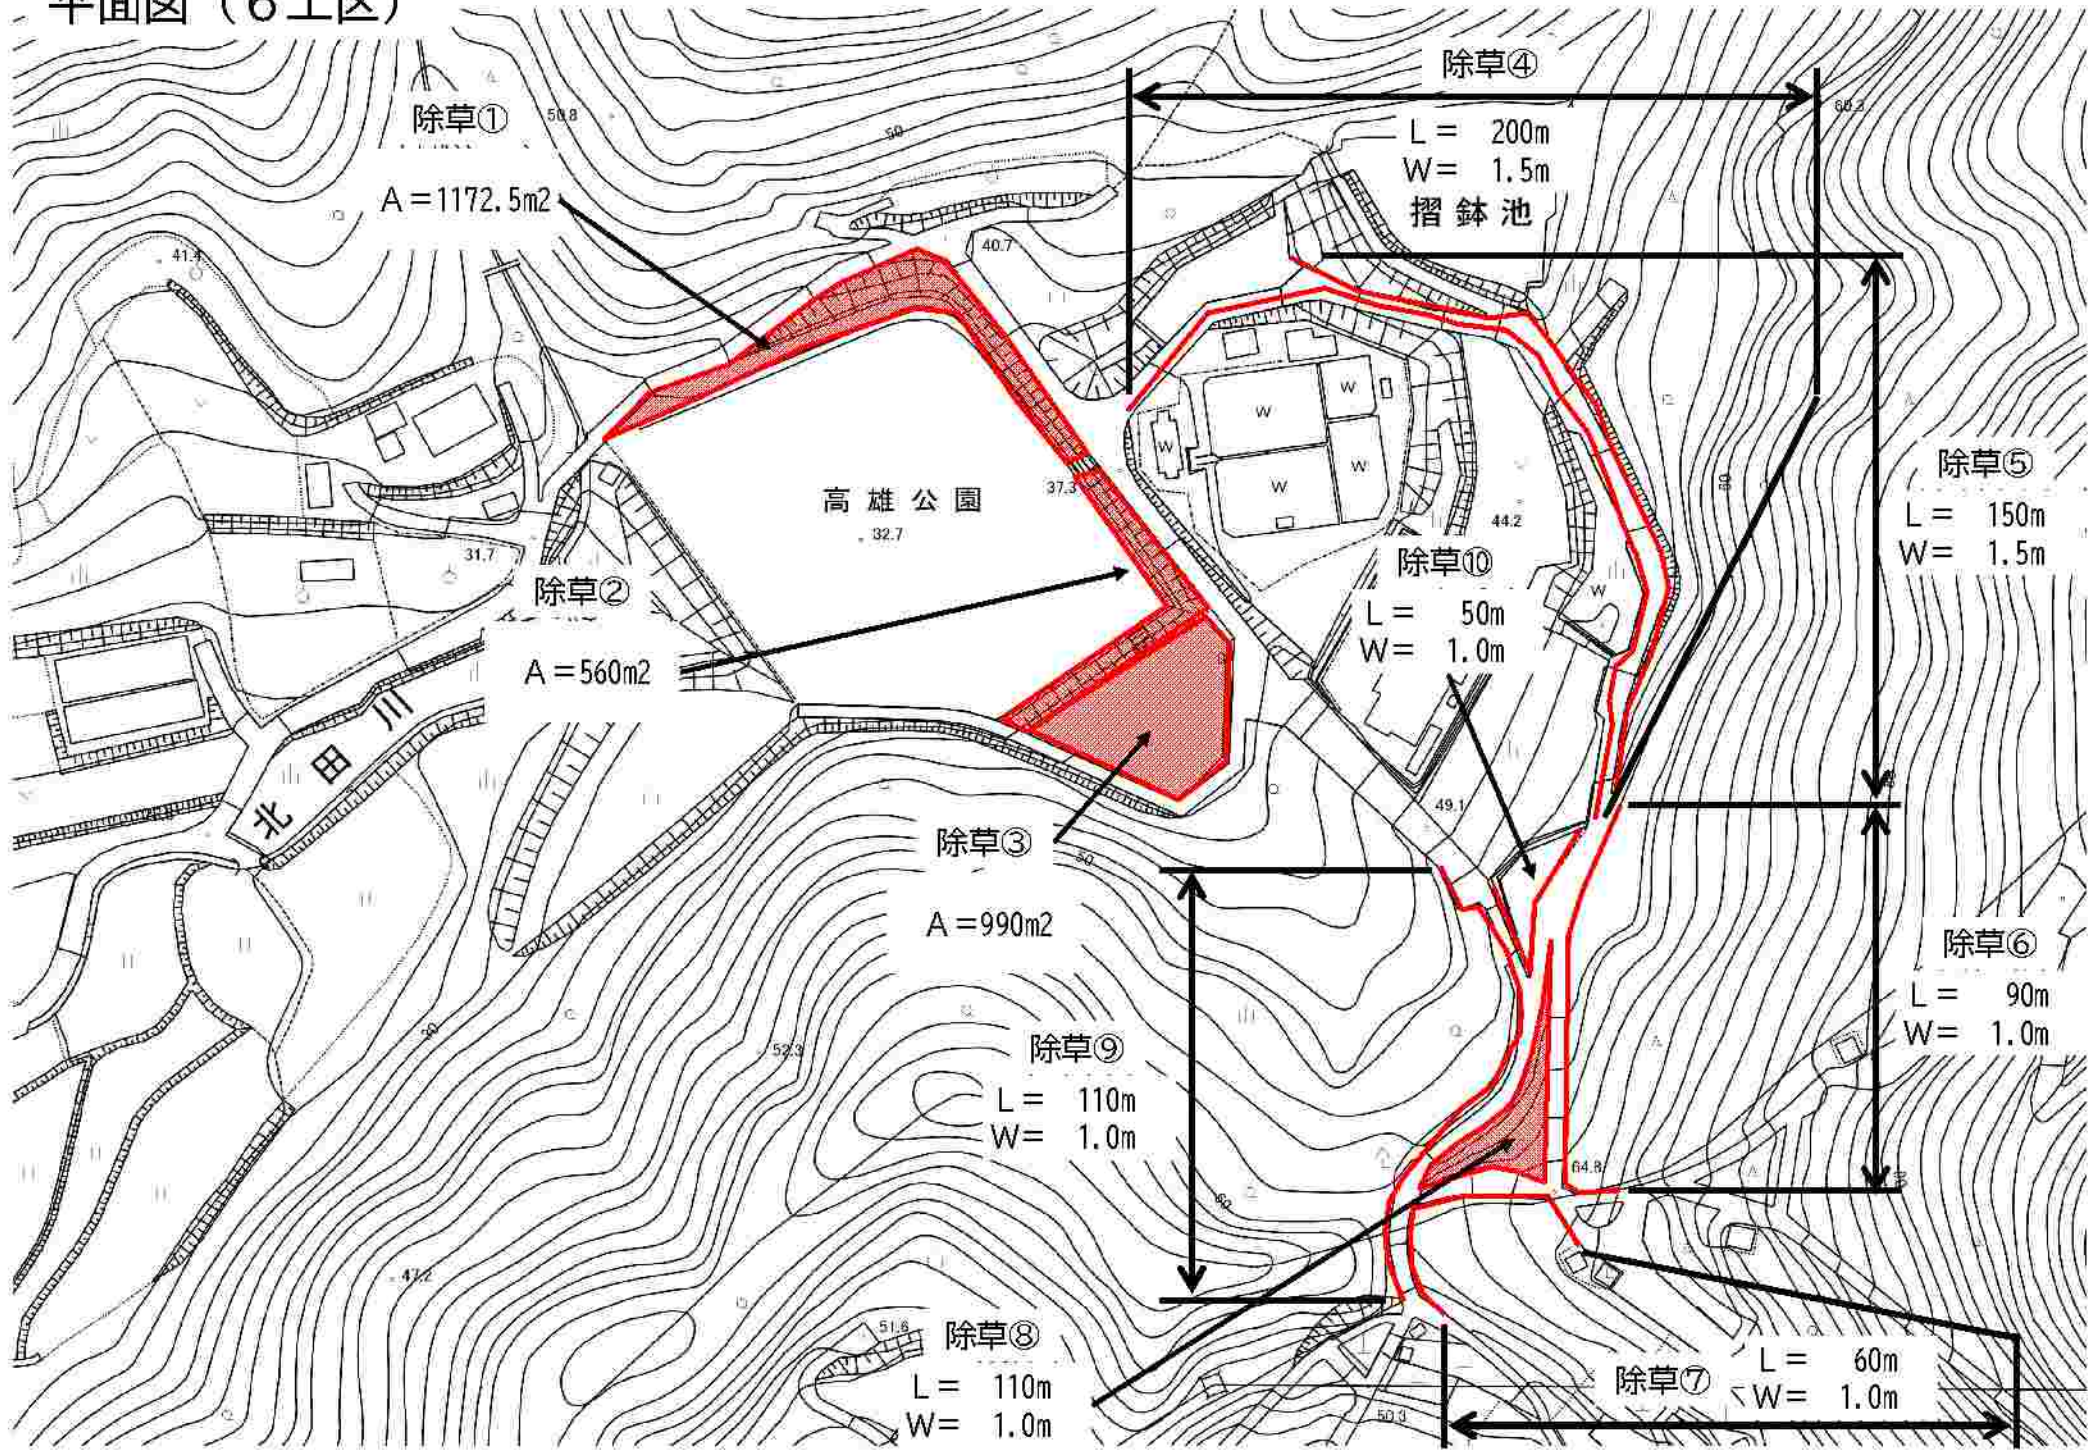 平面図（6工区）
除草④
L＝ 200m
W＝ 1.5m
摺鉢池
除草①
A＝1172.5m2
50.8
50
60.3
40.7
41.4
除草⑤
L＝ 150m
W＝ 1.5m
60
高雄公園
32.7
37.3
44.2
W
W
W
W
W
W
31.7
除草②
A＝560m2
除草⑩
L＝ 50m
W＝ 1.0m
北田川
49.1
除草③
A＝990m2
50
除草⑥
L＝ 90m
W＝ 1.0m
30
52.3
除草⑨
L＝ 110m
W＝ 1.0m
64.8
60
47.2
51.6
除草⑧
L＝ 110m
W＝ 1.0m
除草⑦
L＝ 60m
W＝ 1.0m
50.3